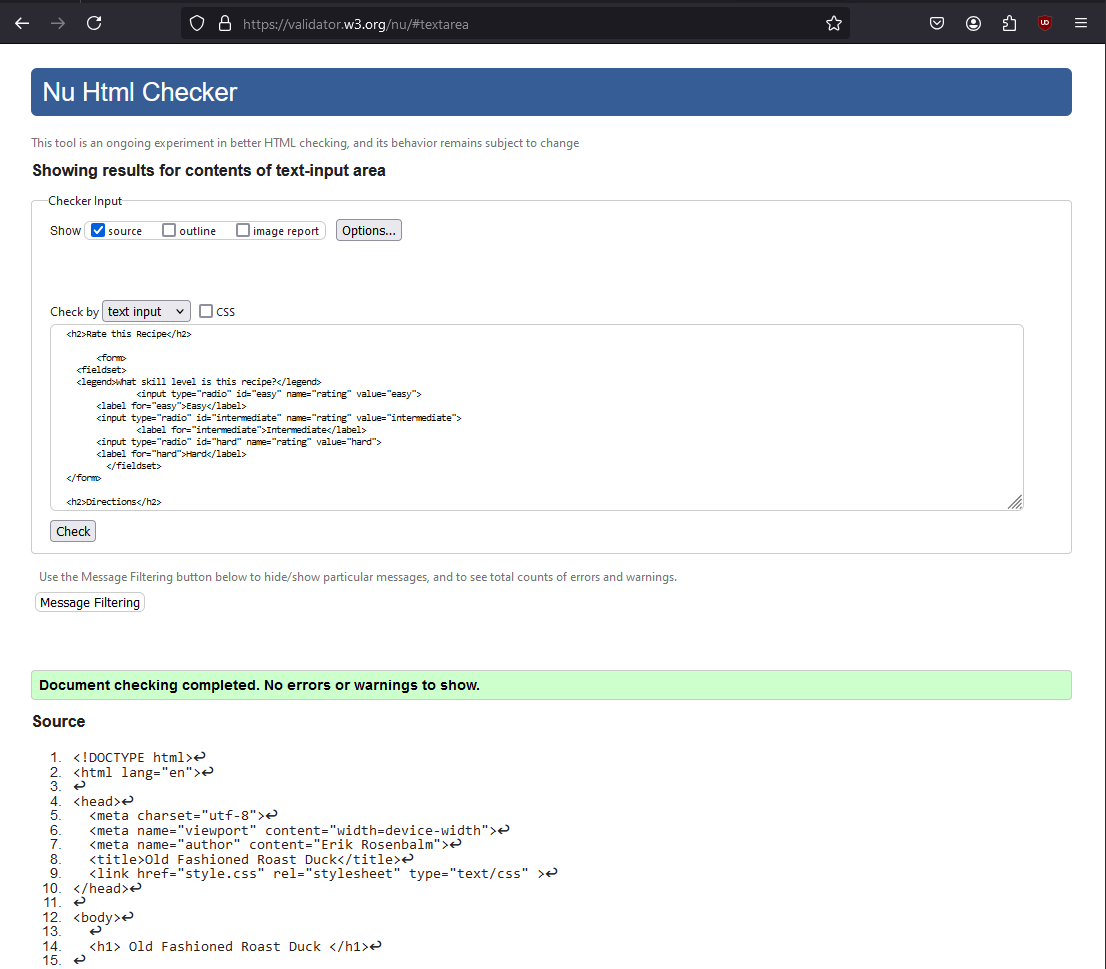 https://validator.w3.org/nu/#textarea
Nu Html Checker
This tool is an ongoing experiment in better HTML checking, and its behavior remains subject to change
Showing results for contents of text-input area
Checker Input
Show source outline image report Options...
Check by text input CSS
<h2>Rate this Recipe</h2>
<form>
<fieldset>
<legend>What skill level is this recipe?</legend>
<input type="radio" id="easy" name="rating" value="easy">
<label for="easy">Easy</label>
<input type="radio" id="intermediate" name="rating" value="intermediate">
<label for="intermediate">Intermediate</label>
<input type="radio" id="hard" name="rating" value="hard">
<label for="hard">Hard</label>
</fieldset>
</form>
<h2>Directions</h2>
Check
Use the Message Filtering button below to hide/show particular messages, and to see total counts of errors and warnings.
Message Filtering
Document checking completed. No errors or warnings to show.
Source
1. <!DOCTYPE html>↩
2. <html lang="en">↩
3. ↩
4. <head>↩
5. <meta charset="utf-8">↩
6. <meta name="viewport" content="width=device-width">↩
7. <meta name="author" content="Erik Rosenbalm">↩
8. <title>Old Fashioned Roast Duck</title>↩
9. <link href="style.css" rel="stylesheet" type="text/css" >↩
10. </head>↩
11. ↩
12. <body>↩
13. ↩
14. <h1> Old Fashioned Roast Duck </h1>↩
15. ↩